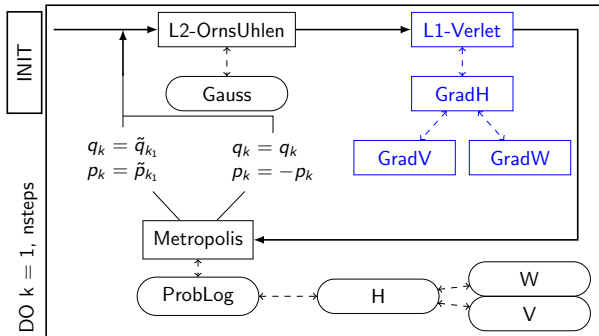 INIT
L2-OrnsUhlen
L1-Verlet
Gauss
GradH
GradV
GradW
q_k = q̃_{k_1}
p_k = p̃_{k_1}
q_k = q_k
p_k = −p_k
Metropolis
ProbLog
H
W
V
DO k = 1, nsteps